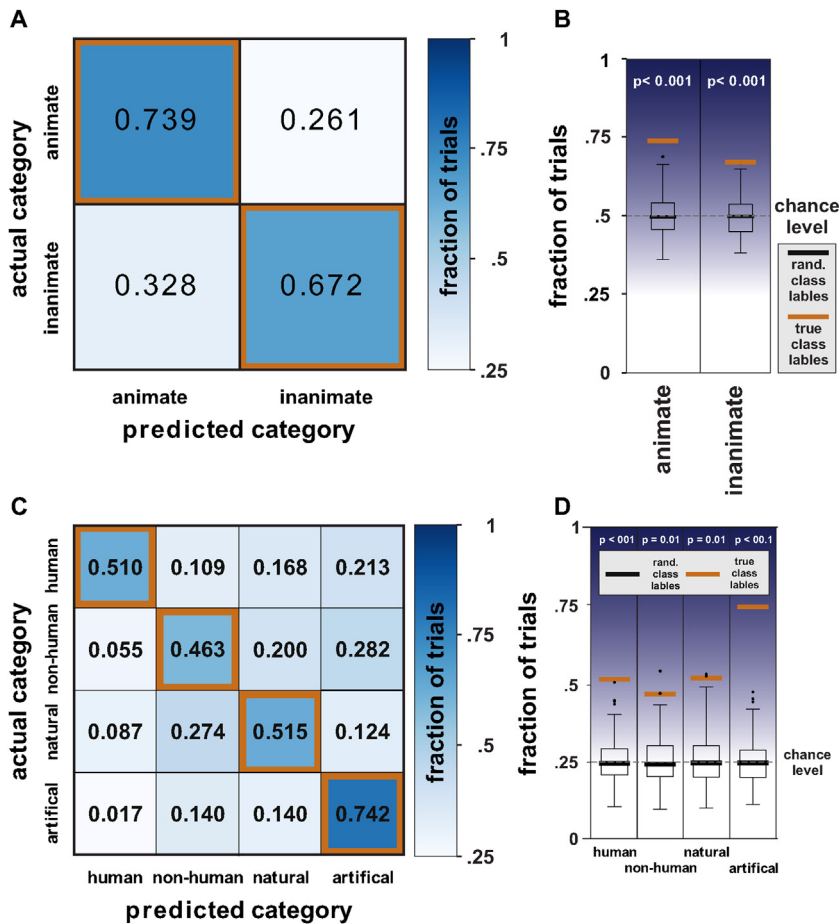 A
actual category
animate
inanimate
0.739
0.261
0.328
0.672
animate
inanimate
predicted category
1
.75
.5
.25
fraction of trials
B
fraction of trials
1
.75
.5
.25
0
p< 0.001
p< 0.001
animate
inanimate
chance
level
rand.
class
lables
true
class
lables
C
actual category
human
non-human
natural
artifical
0.510 0.109 0.168 0.213
0.055 0.463 0.200 0.282
0.087 0.274 0.515 0.124
0.017 0.140 0.140 0.742
human non-human natural artifical
predicted category
1
.75
.5
.25
fraction of trials
D
fraction of trials
1
.75
.5
0.25
0
p <001 p = 0.01 p = 0.01 p <00.1
rand.
class
lables
true
class
lables
chance
level
human
non-human
natural
artifical